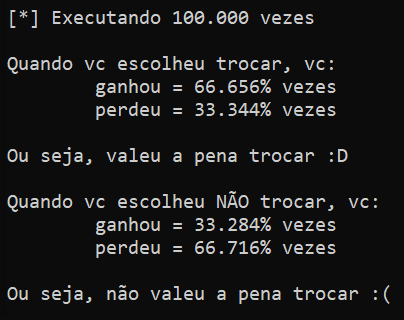 [*] Executando 100.000 vezes
Quando vc escolheu trocar, vc:
ganhou = 66.656% vezes
perdeu = 33.344% vezes
Ou seja, valeu a pena trocar :D
Quando vc escolheu NÃO trocar, vc:
ganhou = 33.284% vezes
perdeu = 66.716% vezes
Ou seja, não valeu a pena trocar :(